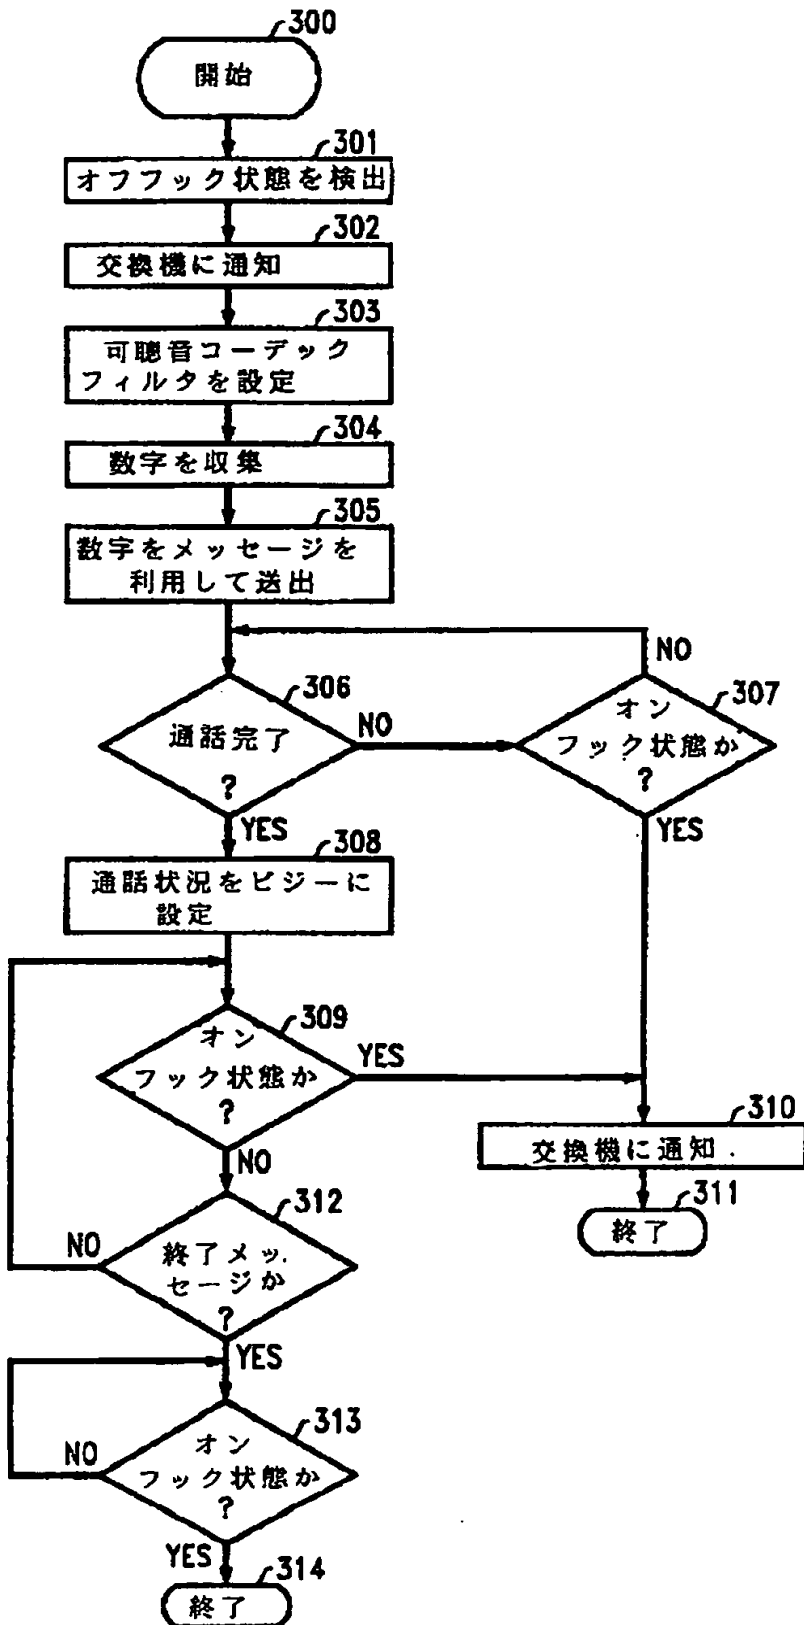 300
開始
301
オフフック状態を検出
302
交換機に通知
303
可聴音コーデック
フィルタを設定
304
数字を収集
305
数字をメッセージを
利用して送出
306
通話完了
?
NO
YES
307
オン
フック状態か
?
NO
YES
308
通話状況をビジーに
設定
309
オン
フック状態か
?
YES
NO
310
交換機に通知
311
終了
312
終了メッ
セージか
?
NO
YES
313
オン
フック状態か
?
NO
YES
314
終了